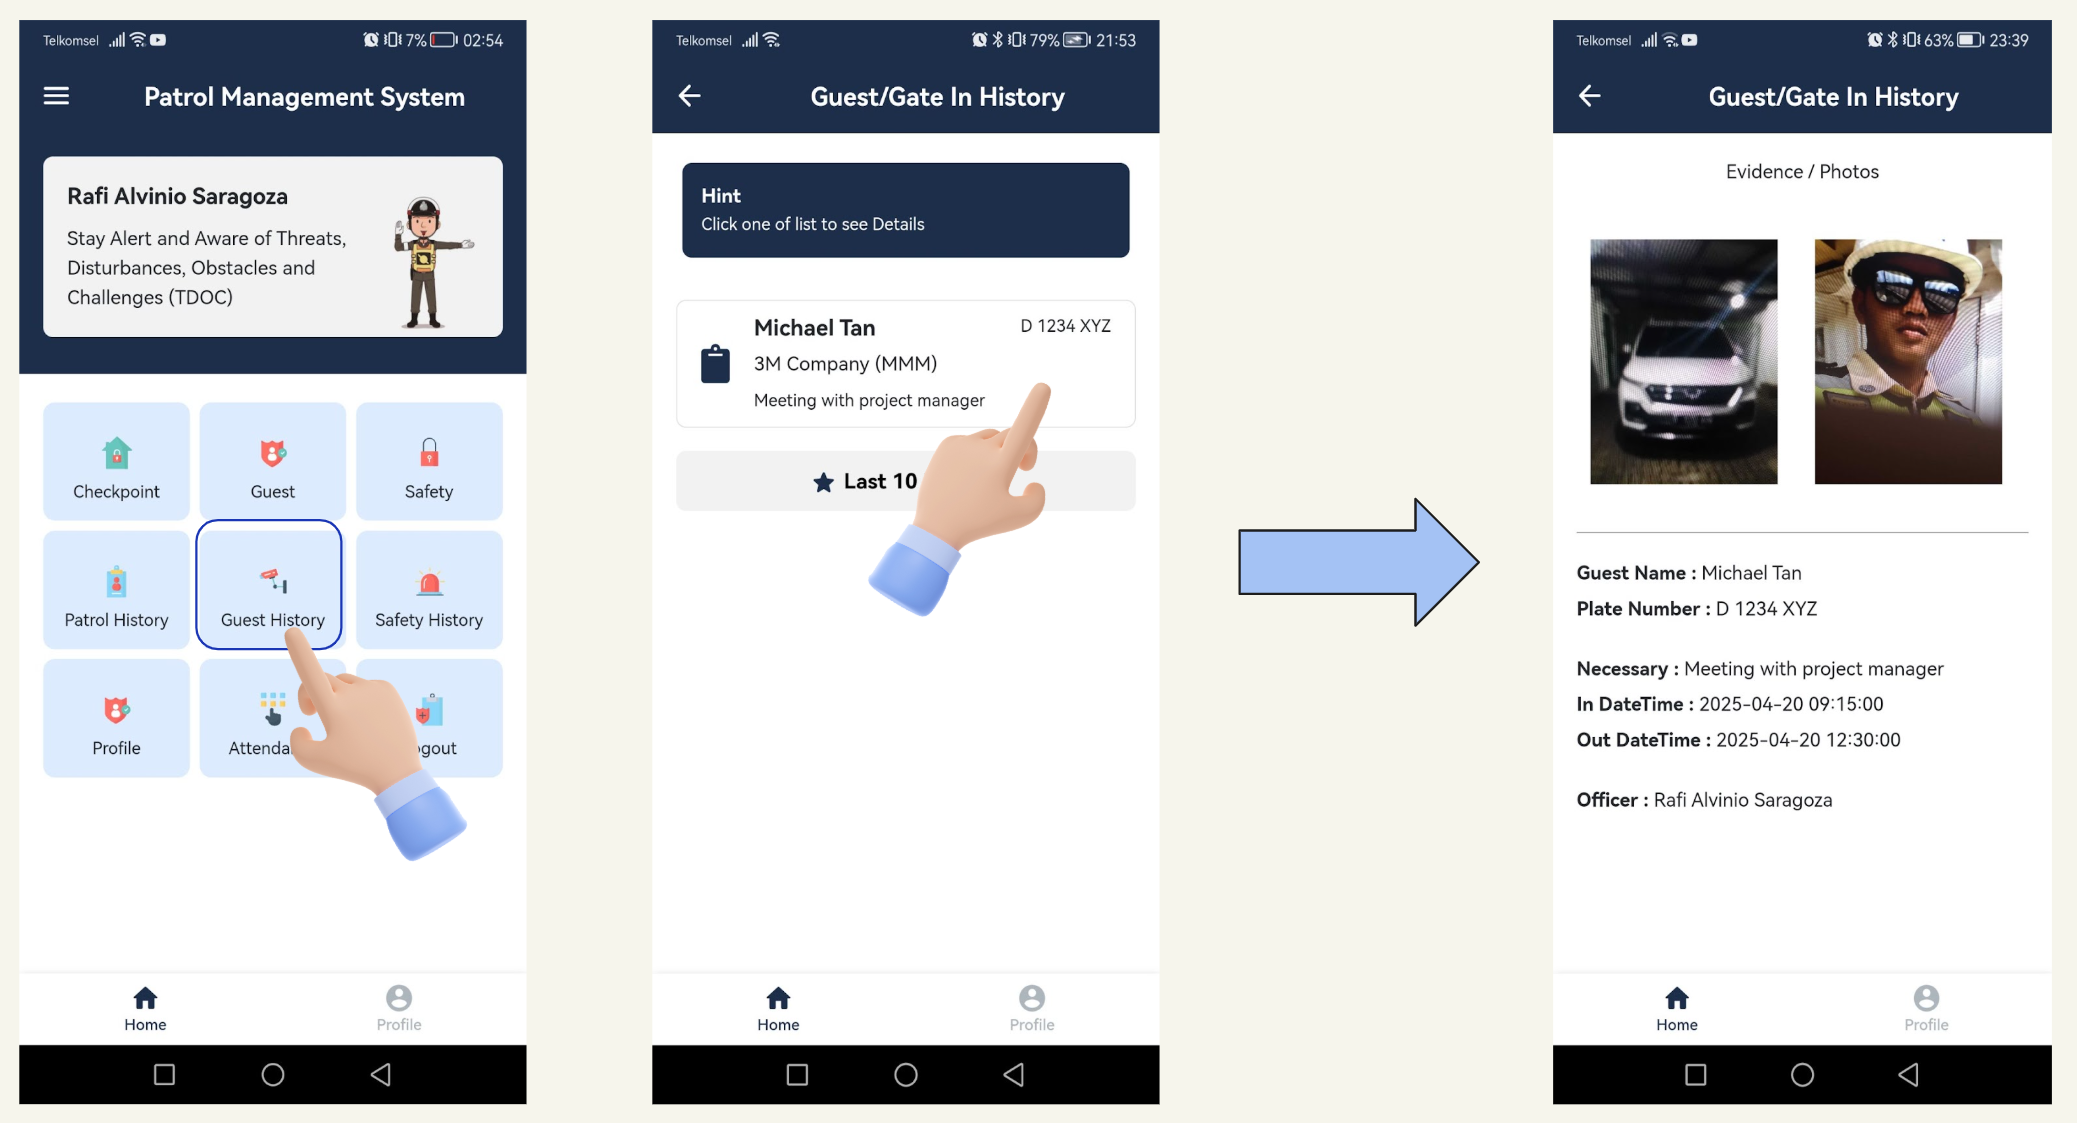 Telkomsel
7%
02:54
Patrol Management System
Rafi Alvinio Saragoza
Stay Alert and Aware of Threats,
Disturbances, Obstacles and
Challenges (TDOC)
Checkpoint
Guest
Safety
Patrol History
Guest History
Safety History
Profile
Home
Profile
Telkomsel
79%
21:53
Guest/Gate In History
Hint
Click one of list to see Details
Michael Tan
D 1234 XYZ
3M Company (MMM)
Meeting with project manager
Last 10
Home
Profile
Telkomsel
63%
23:39
Guest/Gate In History
Evidence / Photos
Guest Name : Michael Tan
Plate Number : D 1234 XYZ
Necessary : Meeting with project manager
In DateTime : 2025-04-20 09:15:00
Out DateTime : 2025-04-20 12:30:00
Officer : Rafi Alvinio Saragoza
Home
Profile